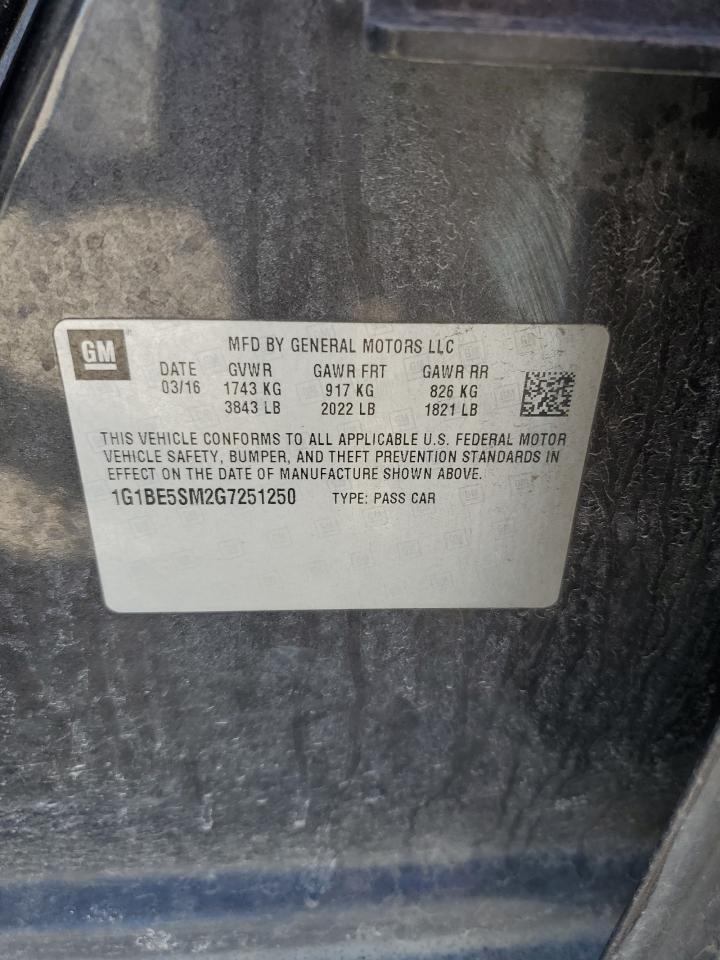 GM MFD BY GENERAL MOTORS LLC
DATE GVWR GAWR FRT GAWR RR
03/16 1743 KG 917 KG 826 KG
3843 LB 2022 LB 1821 LB
THIS VEHICLE CONFORMS TO ALL APPLICABLE U.S. FEDERAL MOTOR
VEHICLE SAFETY, BUMPER, AND THEFT PREVENTION STANDARDS IN
EFFECT ON THE DATE OF MANUFACTURE SHOWN ABOVE.
1G1BE5SM2G7251250 TYPE: PASS CAR